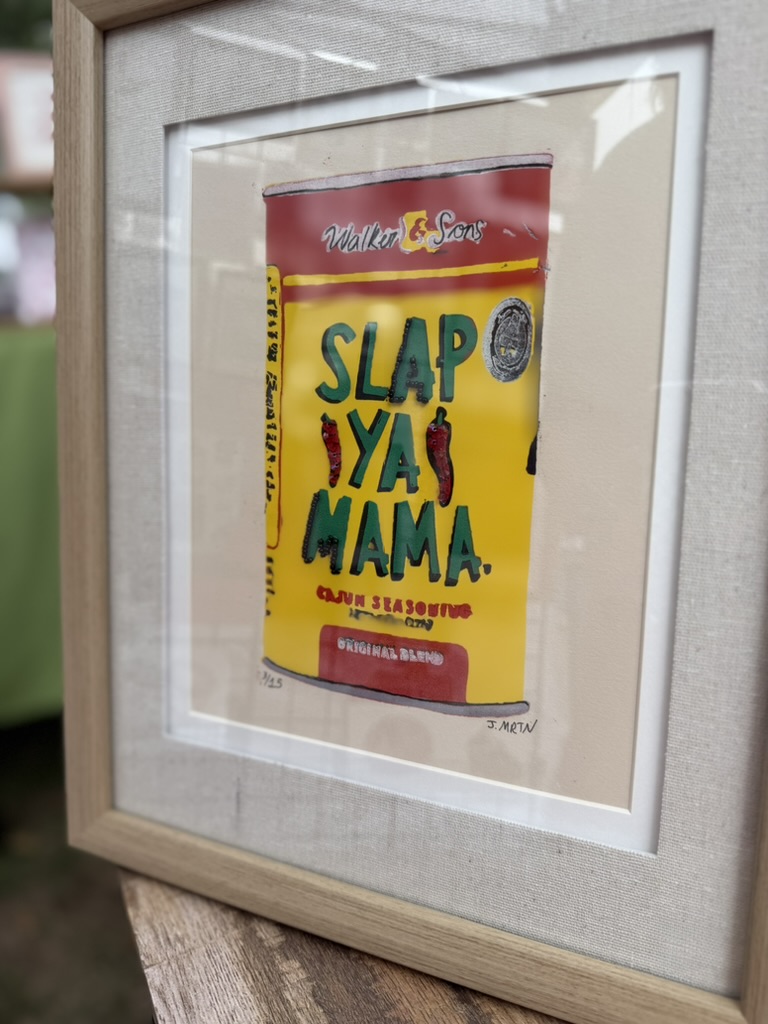 Walker & Sons
SLAP
YA
MAMA.
CAJUN SEASONING
ORIGINAL BLEND
J. MRTN